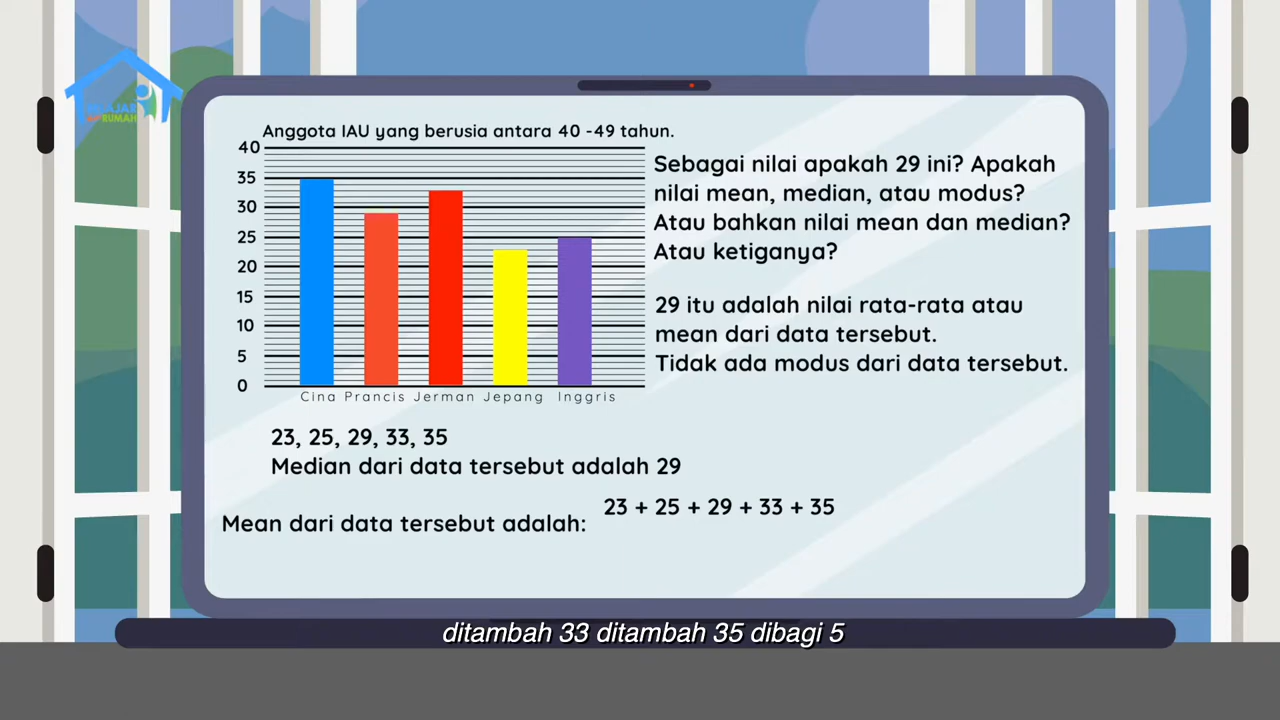 BELAJAR
DI RUMAH
Anggota IAU yang berusia antara 40 -49 tahun.
40
35
30
25
20
15
10
5
0
Cina Prancis Jerman Jepang Inggris
Sebagai nilai apakah 29 ini? Apakah
nilai mean, median, atau modus?
Atau bahkan nilai mean dan median?
Atau ketiganya?
29 itu adalah nilai rata-rata atau
mean dari data tersebut.
Tidak ada modus dari data tersebut.
23, 25, 29, 33, 35
Median dari data tersebut adalah 29
Mean dari data tersebut adalah:
23 + 25 + 29 + 33 + 35
ditambah 33 ditambah 35 dibagi 5